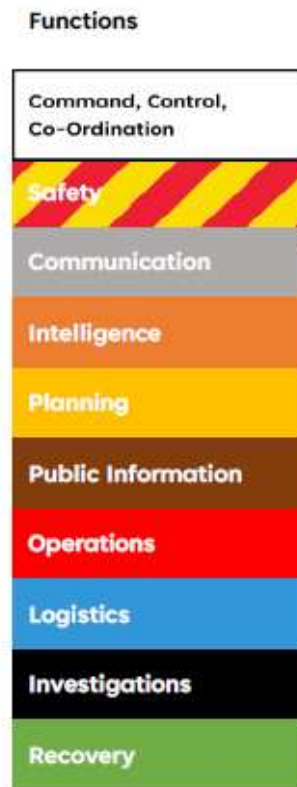 Functions
Command, Control,
Co-Ordination
Safety
Communication
Intelligence
Planning
Public Information
Operations
Logistics
Investigations
Recovery